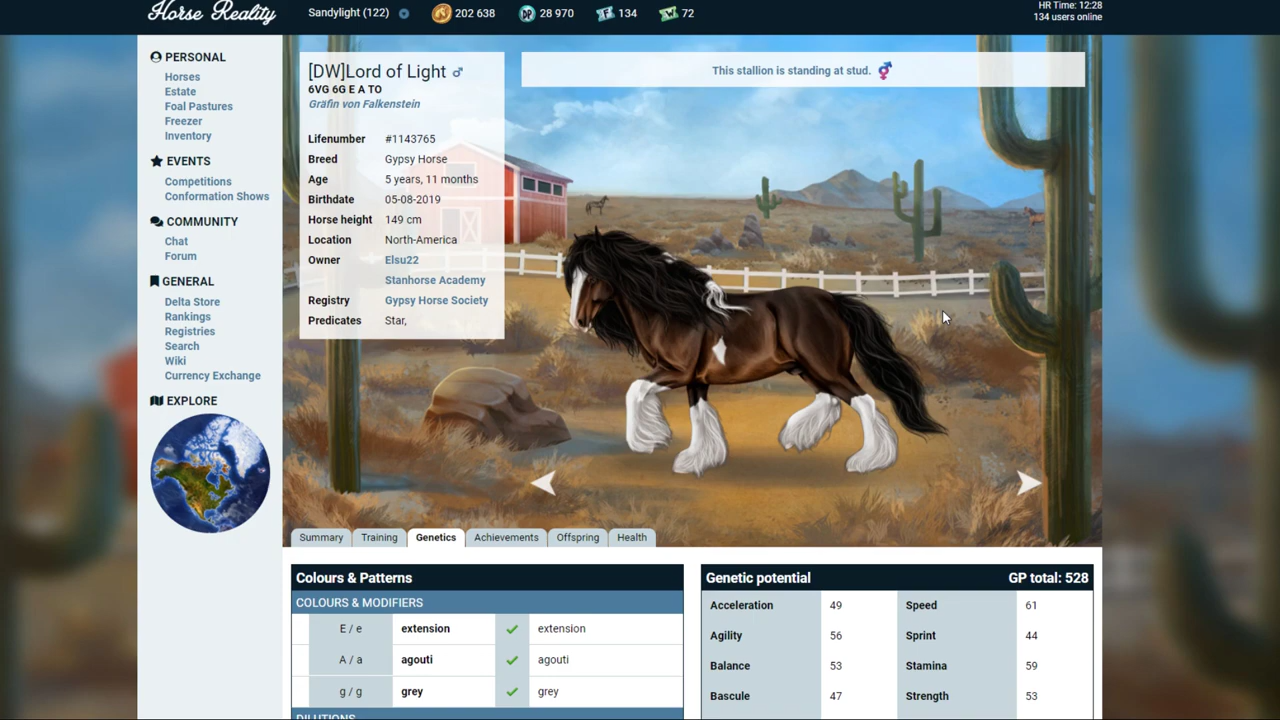 Horse Reality
Sandylight (122)
202 638
DP
28 970
134
72
HR Time: 12:28
134 users online
PERSONAL
Horses
Estate
Foal Pastures
Freezer
Inventory
EVENTS
Competitions
Conformation Shows
COMMUNITY
Chat
Forum
GENERAL
Delta Store
Rankings
Registries
Search
Wiki
Currency Exchange
EXPLORE
[DW]Lord of Light ♂
6VG 6G E A TO
Gräfin von Falkenstein
Lifenumber #1143765
Breed Gypsy Horse
Age 5 years, 11 months
Birthdate 05-08-2019
Horse height 149 cm
Location North-America
Owner Elsu22
Stanhorse Academy
Registry Gypsy Horse Society
Predicates Star,
This stallion is standing at stud.
Summary Training Genetics Achievements Offspring Health
Colours & Patterns
COLOURS & MODIFIERS
E / e extension ✓ extension
A / a agouti ✓ agouti
g / g grey ✓ grey
DILUTIONS
Genetic potential GP total: 528
Acceleration 49 Speed 61
Agility 56 Sprint 44
Balance 53 Stamina 59
Bascule 47 Strength 53